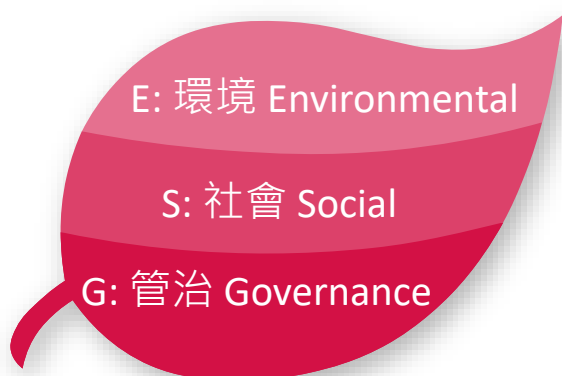 E: 環境 Environmental
S: 社會 Social
G: 管治 Governance